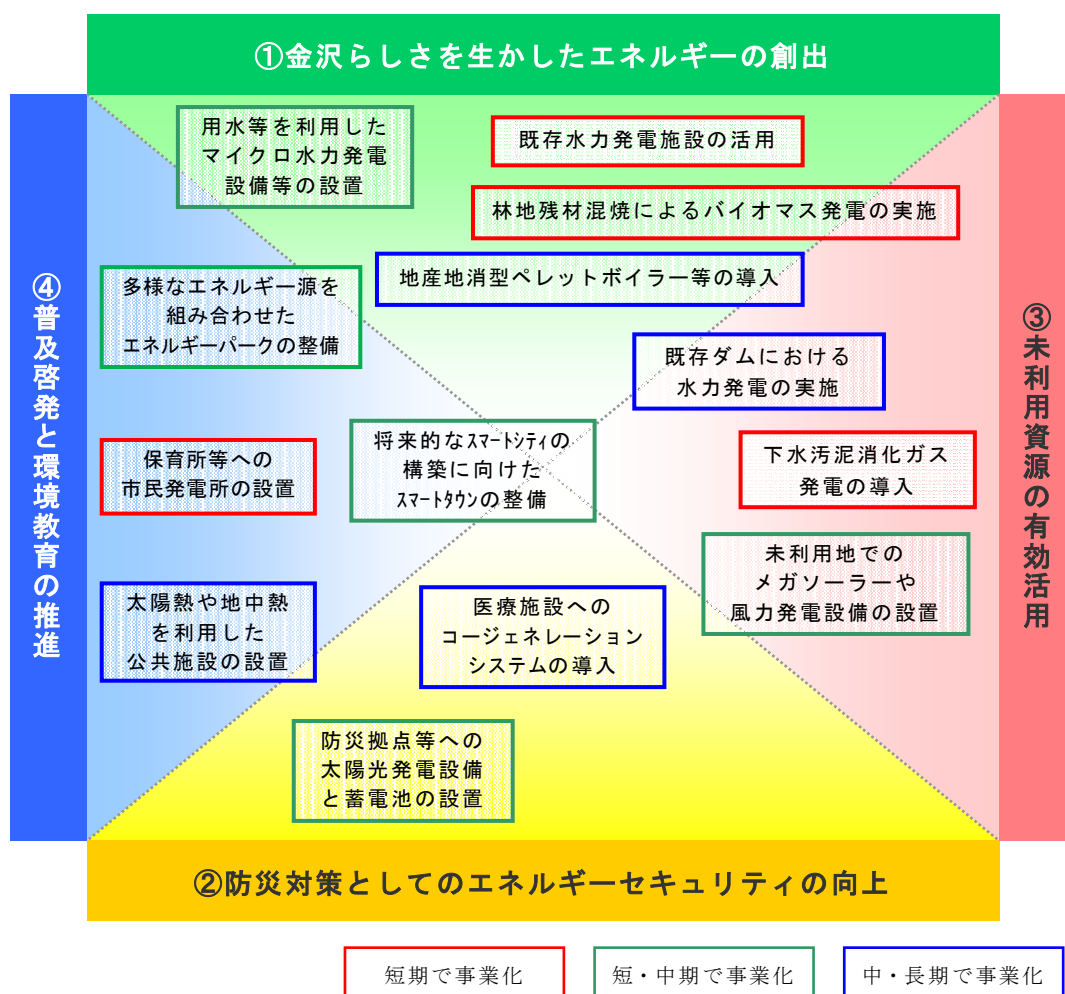 ①金沢らしさを生かしたエネルギーの創出
用水等を利用した
マイクロ水力発電
設備等の設置
既存水力発電施設の活用
林地残材混焼によるバイオマス発電の実施
地産地消型ペレットボイラー等の導入
多様なエネルギー源を
組み合わせた
エネルギーパークの整備
既存ダムにおける
水力発電の実施
④普及啓発と環境教育の推進
③未利用資源の有効活用
将来的なスマートシティの
構築に向けた
スマートタウンの整備
保育所等への
市民発電所の設置
下水汚泥消化ガス
発電の導入
未利用地での
メガソーラーや
風力発電設備の設置
太陽熱や地中熱
を利用した
公共施設の設置
医療施設への
コージェネレーション
システムの導入
防災拠点等への
太陽光発電設備
と蓄電池の設置
②防災対策としてのエネルギーセキュリティの向上
短期で事業化
短・中期で事業化
中・長期で事業化